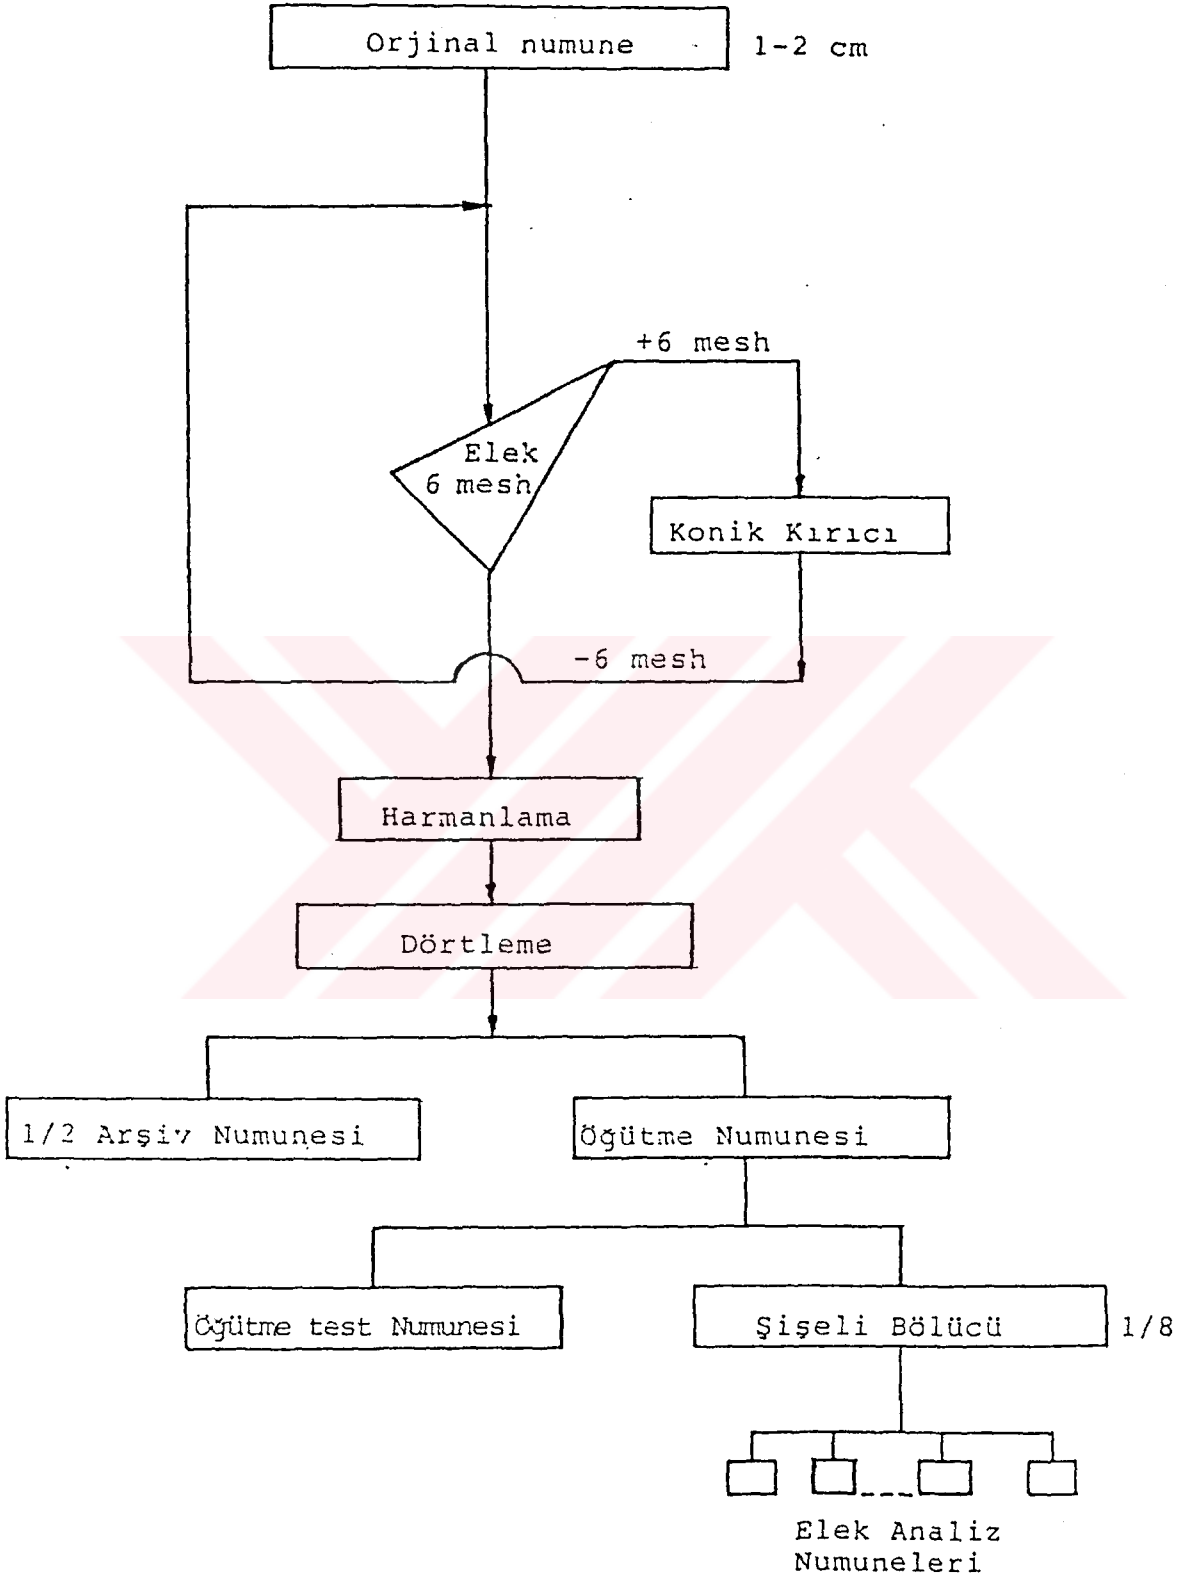 Orjinal numune
1-2 cm
+6 mesh
Elek
6 mesh
Konik Kırıcı
-6 mesh
Harmanlama
Dörtleme
1/2 Arşiv Numunesi
Öğütme Numunesi
Öğütme test Numunesi
Şişeli Bölücü
1/8
Elek Analiz
Numuneleri